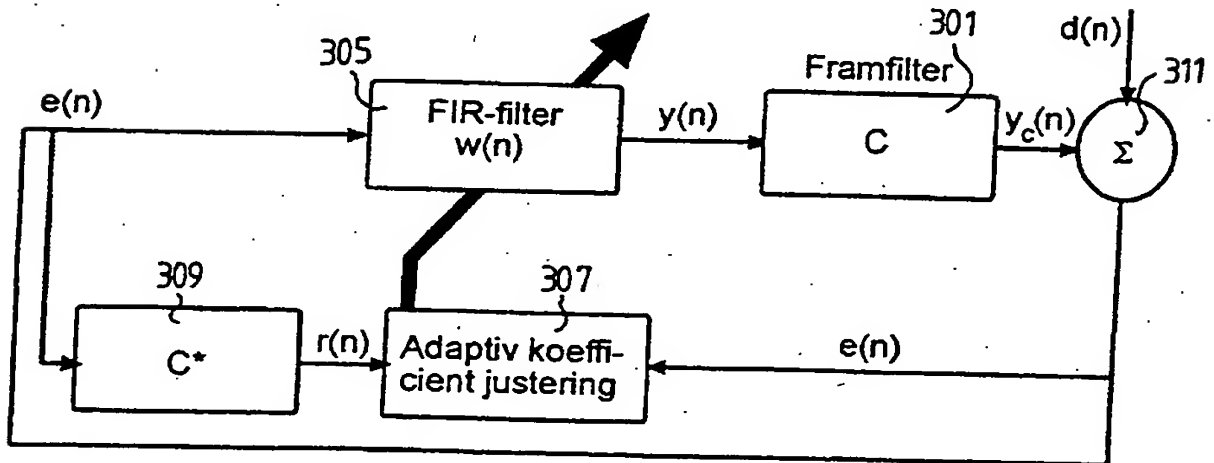 305
301
d(n)
311
Framfilter
e(n)
FIR-filter
w(n)
y(n)
C
y_c(n)
Σ
309
307
C*
r(n)
Adaptiv koeffi-
cient justering
e(n)